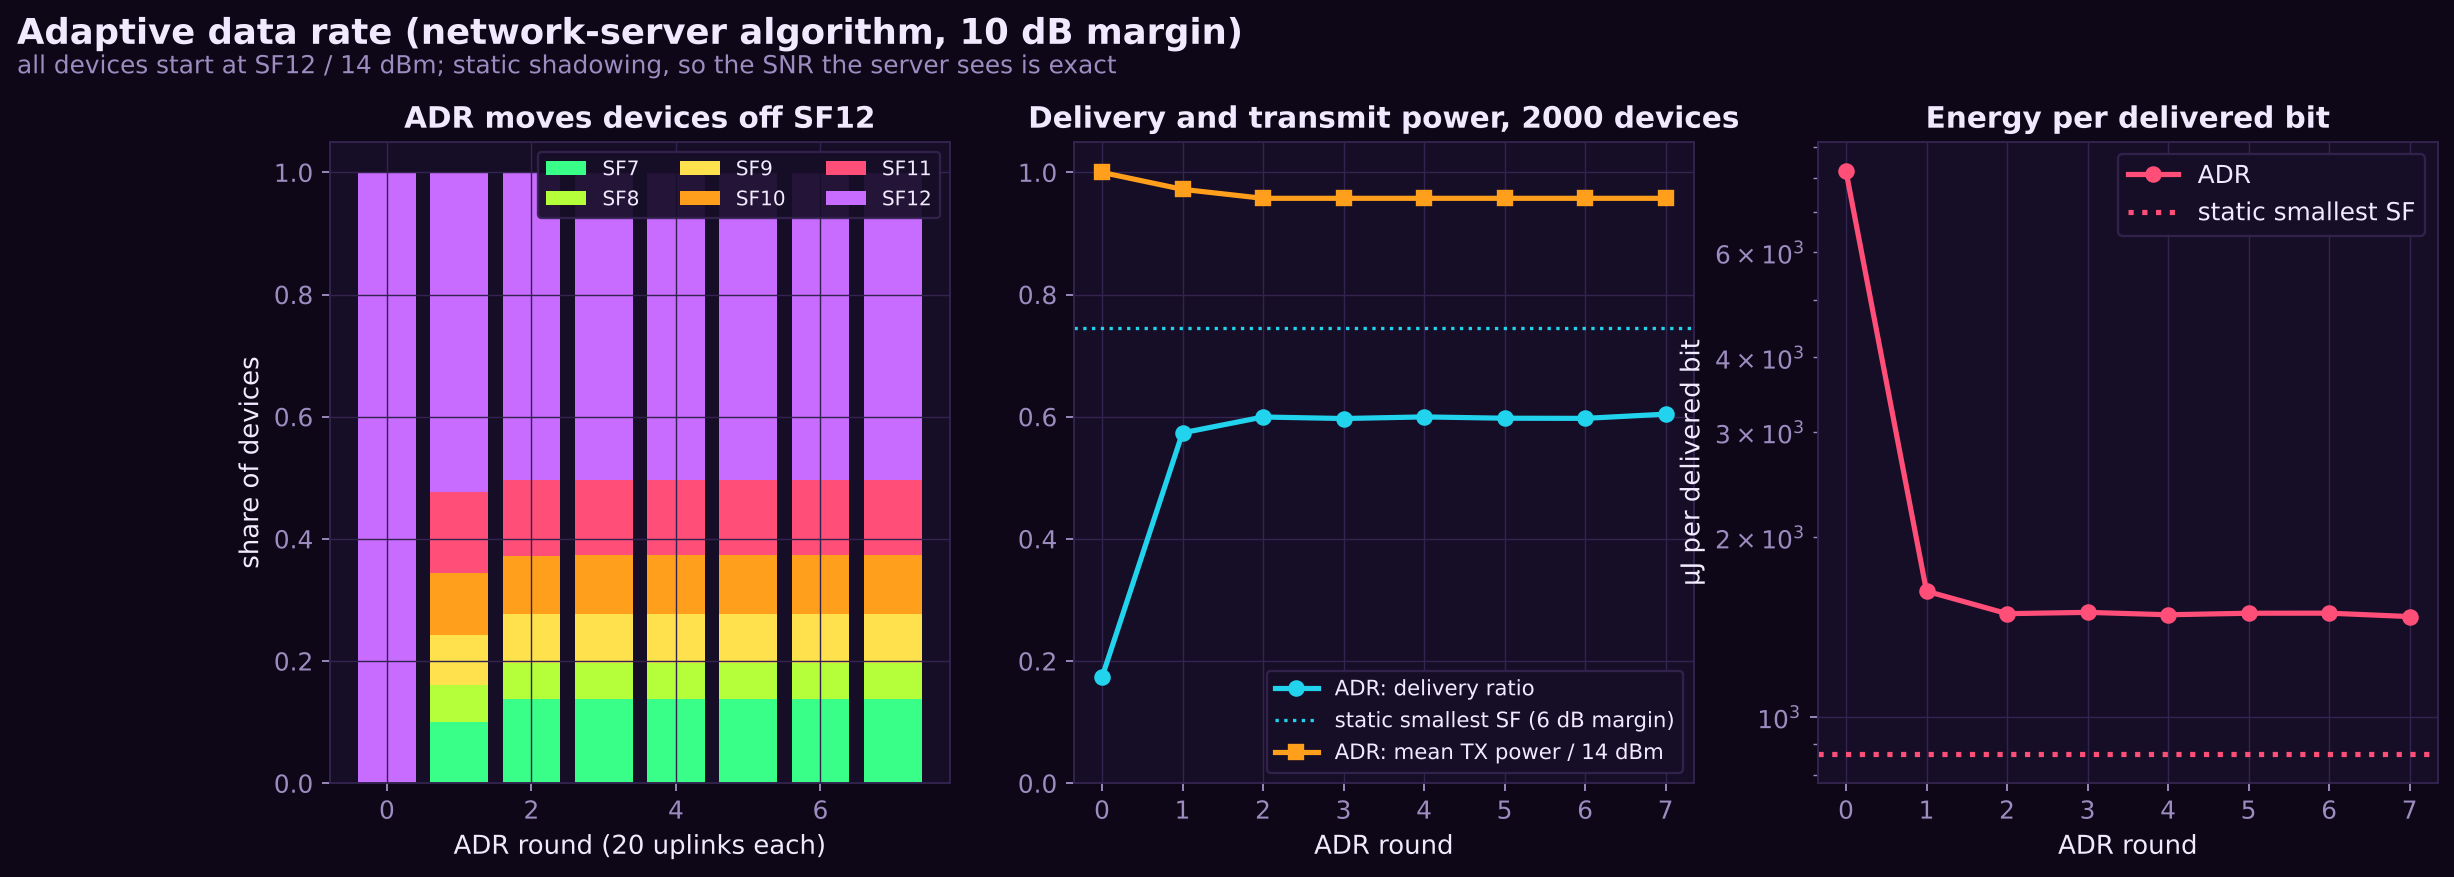 Adaptive data rate (network-server algorithm, 10 dB margin)
all devices start at SF12 / 14 dBm; static shadowing, so the SNR the server sees is exact
ADR moves devices off SF12
SF7 SF9 SF11
SF8 SF10 SF12
share of devices
1.0
0.8
0.6
0.4
0.2
0.0
0 2 4 6
ADR round (20 uplinks each)
Delivery and transmit power, 2000 devices
1.0
0.8
0.6
0.4
0.2
0.0
ADR: delivery ratio
static smallest SF (6 dB margin)
ADR: mean TX power / 14 dBm
0 1 2 3 4 5 6 7
ADR round
Energy per delivered bit
ADR
static smallest SF
µJ per delivered bit
6 × 10³
4 × 10³
3 × 10³
2 × 10³
10³
0 1 2 3 4 5 6 7
ADR round